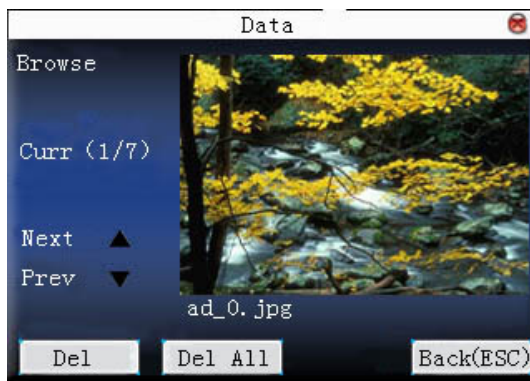 Data
Browse
Curr (1/7)
Next ▲
Prev ▼
ad_0.jpg
Del
Del All
Back(ESC)